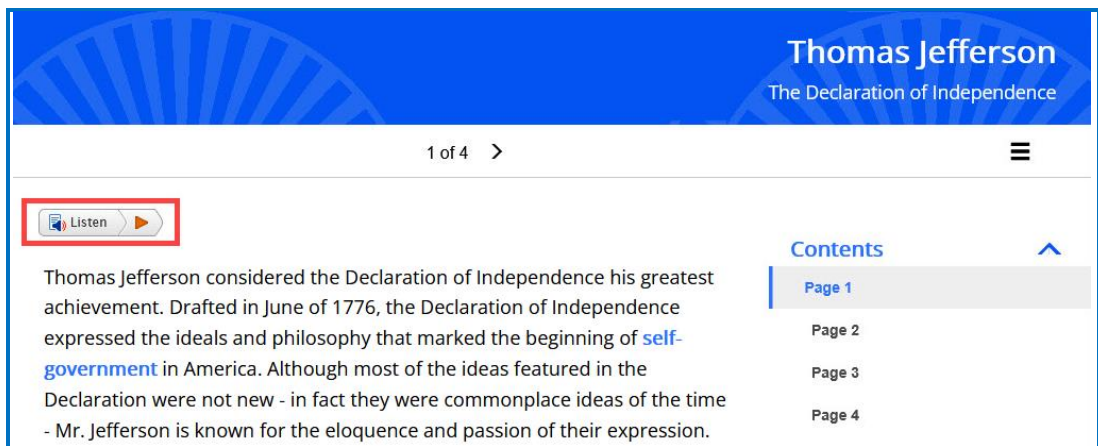 Thomas Jefferson
The Declaration of Independence
1 of 4
Listen
Thomas Jefferson considered the Declaration of Independence his greatest
achievement. Drafted in June of 1776, the Declaration of Independence
expressed the ideals and philosophy that marked the beginning of self-
government in America. Although most of the ideas featured in the
Declaration were not new - in fact they were commonplace ideas of the time
- Mr. Jefferson is known for the eloquence and passion of their expression.
Contents
Page 1
Page 2
Page 3
Page 4